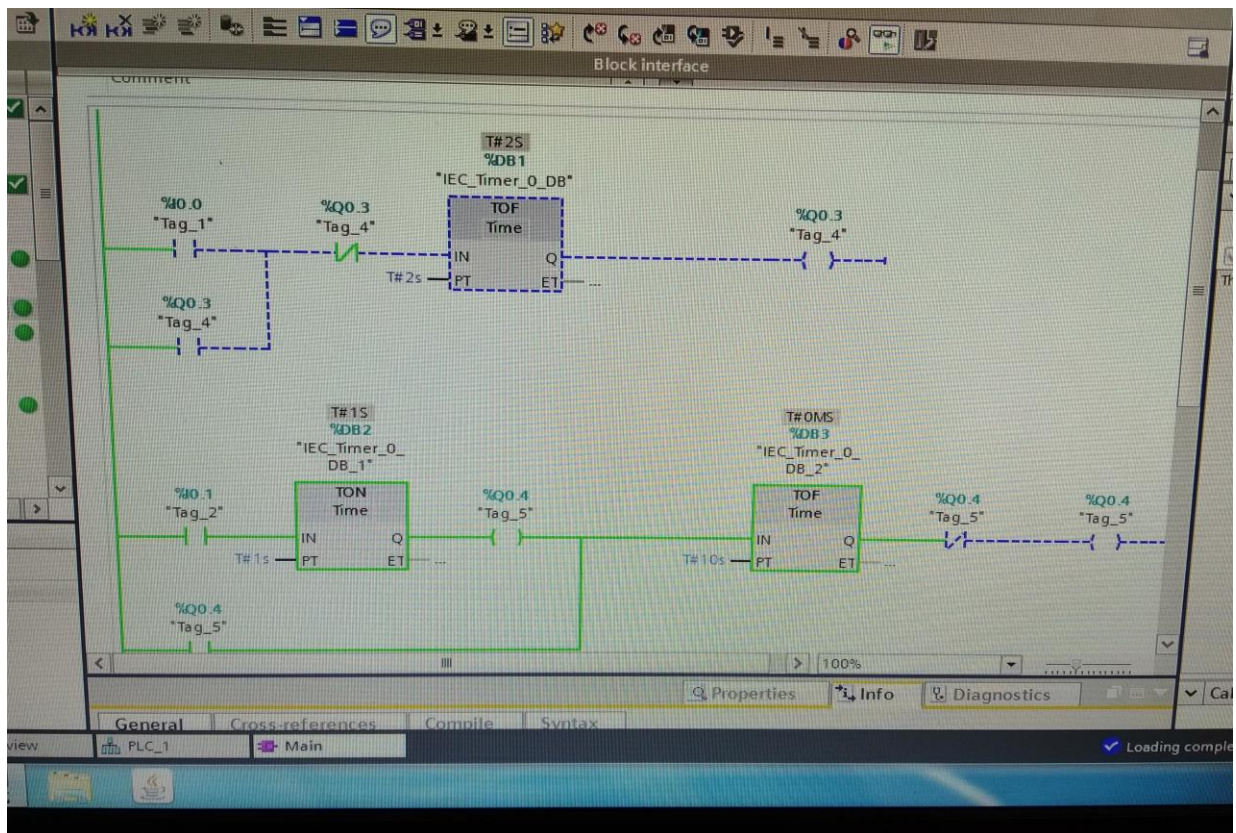 Block interface
Comment
T#2S
%DB1
"IEC_Timer_0_DB"
%I0.0
"Tag_1"
%Q0.3
"Tag_4"
TOF
Time
IN
Q
T#2s
PT
ET
...
%Q0.3
"Tag_4"
%Q0.3
"Tag_4"
T#1S
%DB2
"IEC_Timer_0_
DB_1"
T#0MS
%DB3
"IEC_Timer_0_
DB_2"
%I0.1
"Tag_2"
TON
Time
IN
Q
T#1s
PT
ET
...
%Q0.4
"Tag_5"
TOF
Time
IN
Q
T#10s
PT
ET
...
%Q0.4
"Tag_5"
%Q0.4
"Tag_5"
%Q0.4
"Tag_5"
100%
Properties
Info
Diagnostics
General
Cross-references
Compile
Syntax
Cal
view
PLC_1
Main
Loading comple